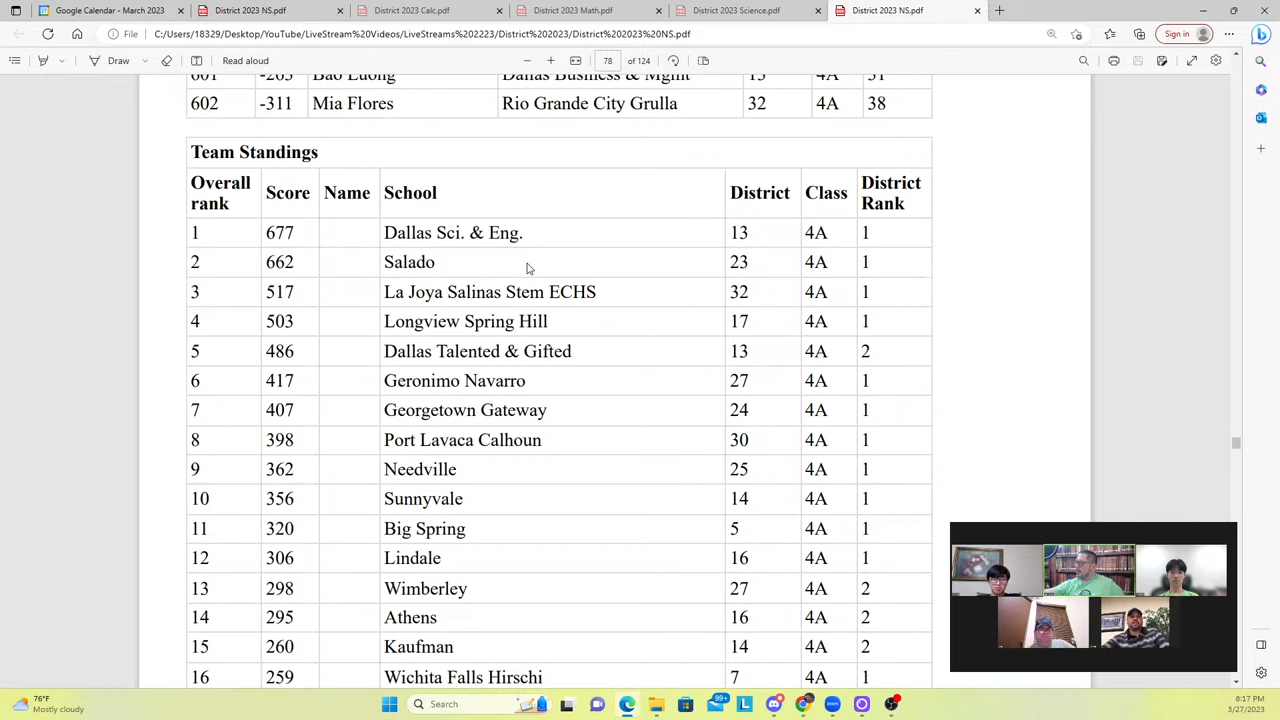 Google Calendar - March 2023
District 2023 NS.pdf
District 2023 Calc.pdf
District 2023 Math.pdf
District 2023 Science.pdf
District 2023 NS.pdf
File C:/Users/18329/Desktop/YouTube/LiveStream%20Videos/LiveStreams%202223/District%202023/District%202023%20NS.pdf
Sign in
Draw
Read aloud
78 of 124
601 -263 Bao Luong Dallas Business & Mgmt 13 4A 31
602 -311 Mia Flores Rio Grande City Grulla 32 4A 38
Team Standings
Overall rank Score Name School District Class District Rank
1 677 Dallas Sci. & Eng. 13 4A 1
2 662 Salado 23 4A 1
3 517 La Joya Salinas Stem ECHS 32 4A 1
4 503 Longview Spring Hill 17 4A 1
5 486 Dallas Talented & Gifted 13 4A 2
6 417 Geronimo Navarro 27 4A 1
7 407 Georgetown Gateway 24 4A 1
8 398 Port Lavaca Calhoun 30 4A 1
9 362 Needville 25 4A 1
10 356 Sunnyvale 14 4A 1
11 320 Big Spring 5 4A 1
12 306 Lindale 16 4A 1
13 298 Wimberley 27 4A 2
14 295 Athens 16 4A 2
15 260 Kaufman 14 4A 2
16 259 Wichita Falls Hirschi 7 4A 1
76°F
Mostly cloudy
Search
99+
8:17 PM
3/27/2023